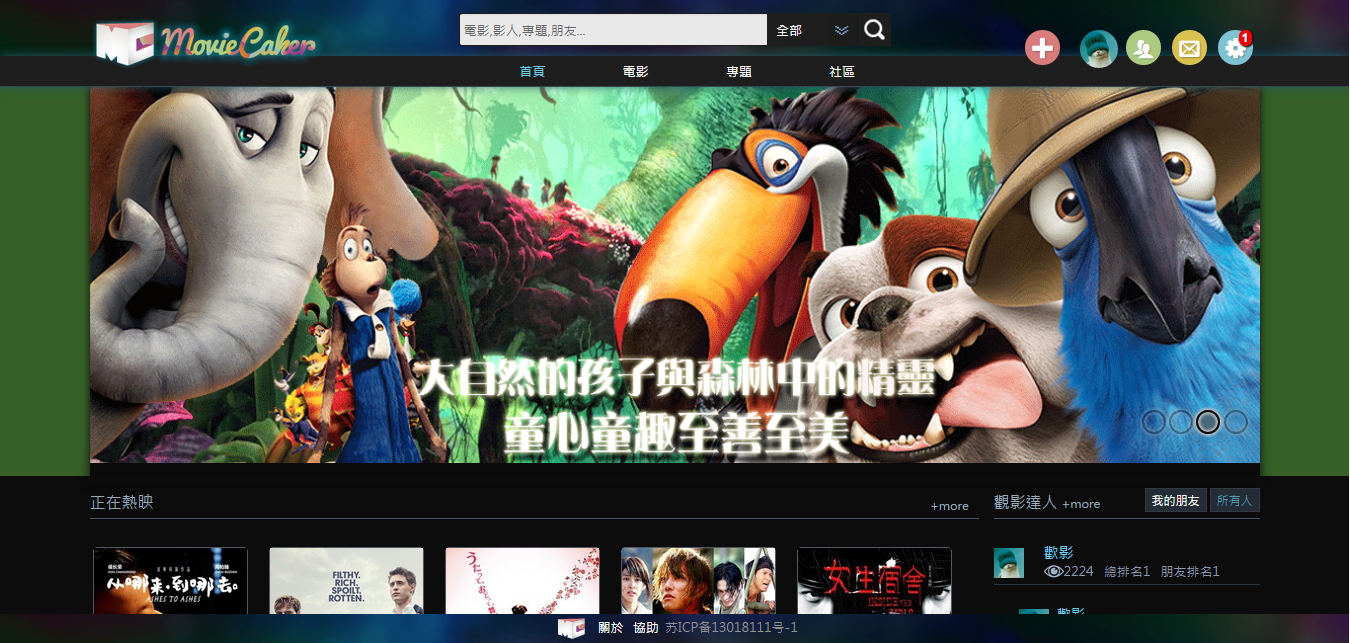 MovieCaker
電影,影人,專題,朋友...
全部
1
首頁 電影 專題 社區
大自然的孩子與森林中的精靈
童心童趣至善至美
正在熱映
+more
觀影達人 +more
我的朋友 所有人
從哪來,到哪去。
ASHES TO ASHES
FILTHY.
RICH.
SPOILT.
ROTTEN.
女生宿舍
INSIDE THE GIRLS
歡影
2224 總排名1 朋友排名1
歡影
關於 協助 苏ICP备13018111号-1